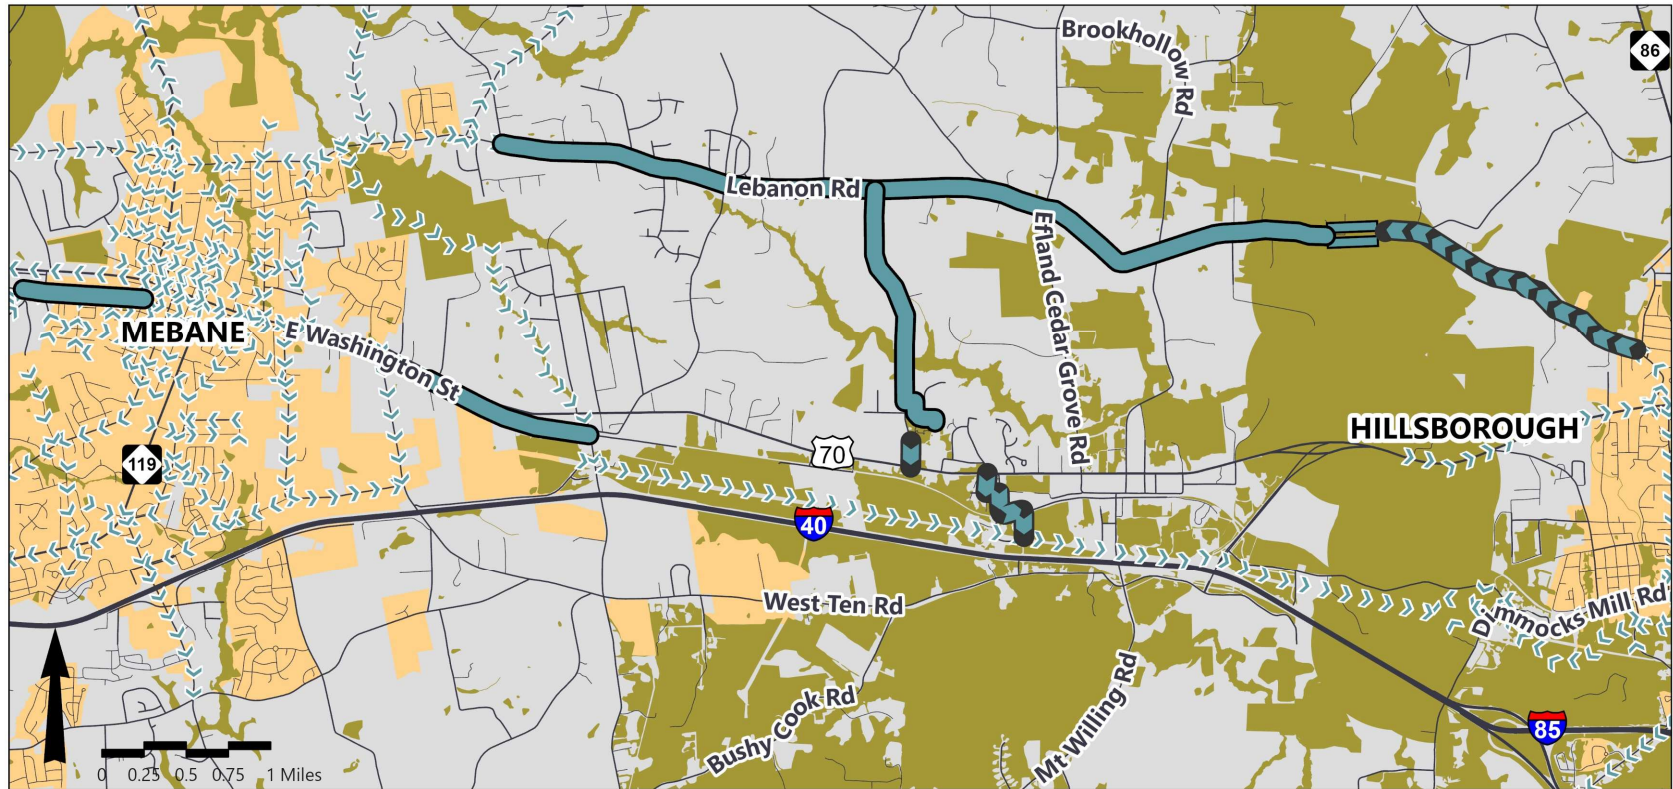 Brookhollow Rd
86
Lebanon Rd
Efland Cedar Grove Rd
MEBANE
E Washington St
HILLSBOROUGH
119
70
40
West Ten Rd
Dimmocks Mill Rd
Bushy Cook Rd
Mt Willing Rd
85
0 0.25 0.5 0.75 1 Miles